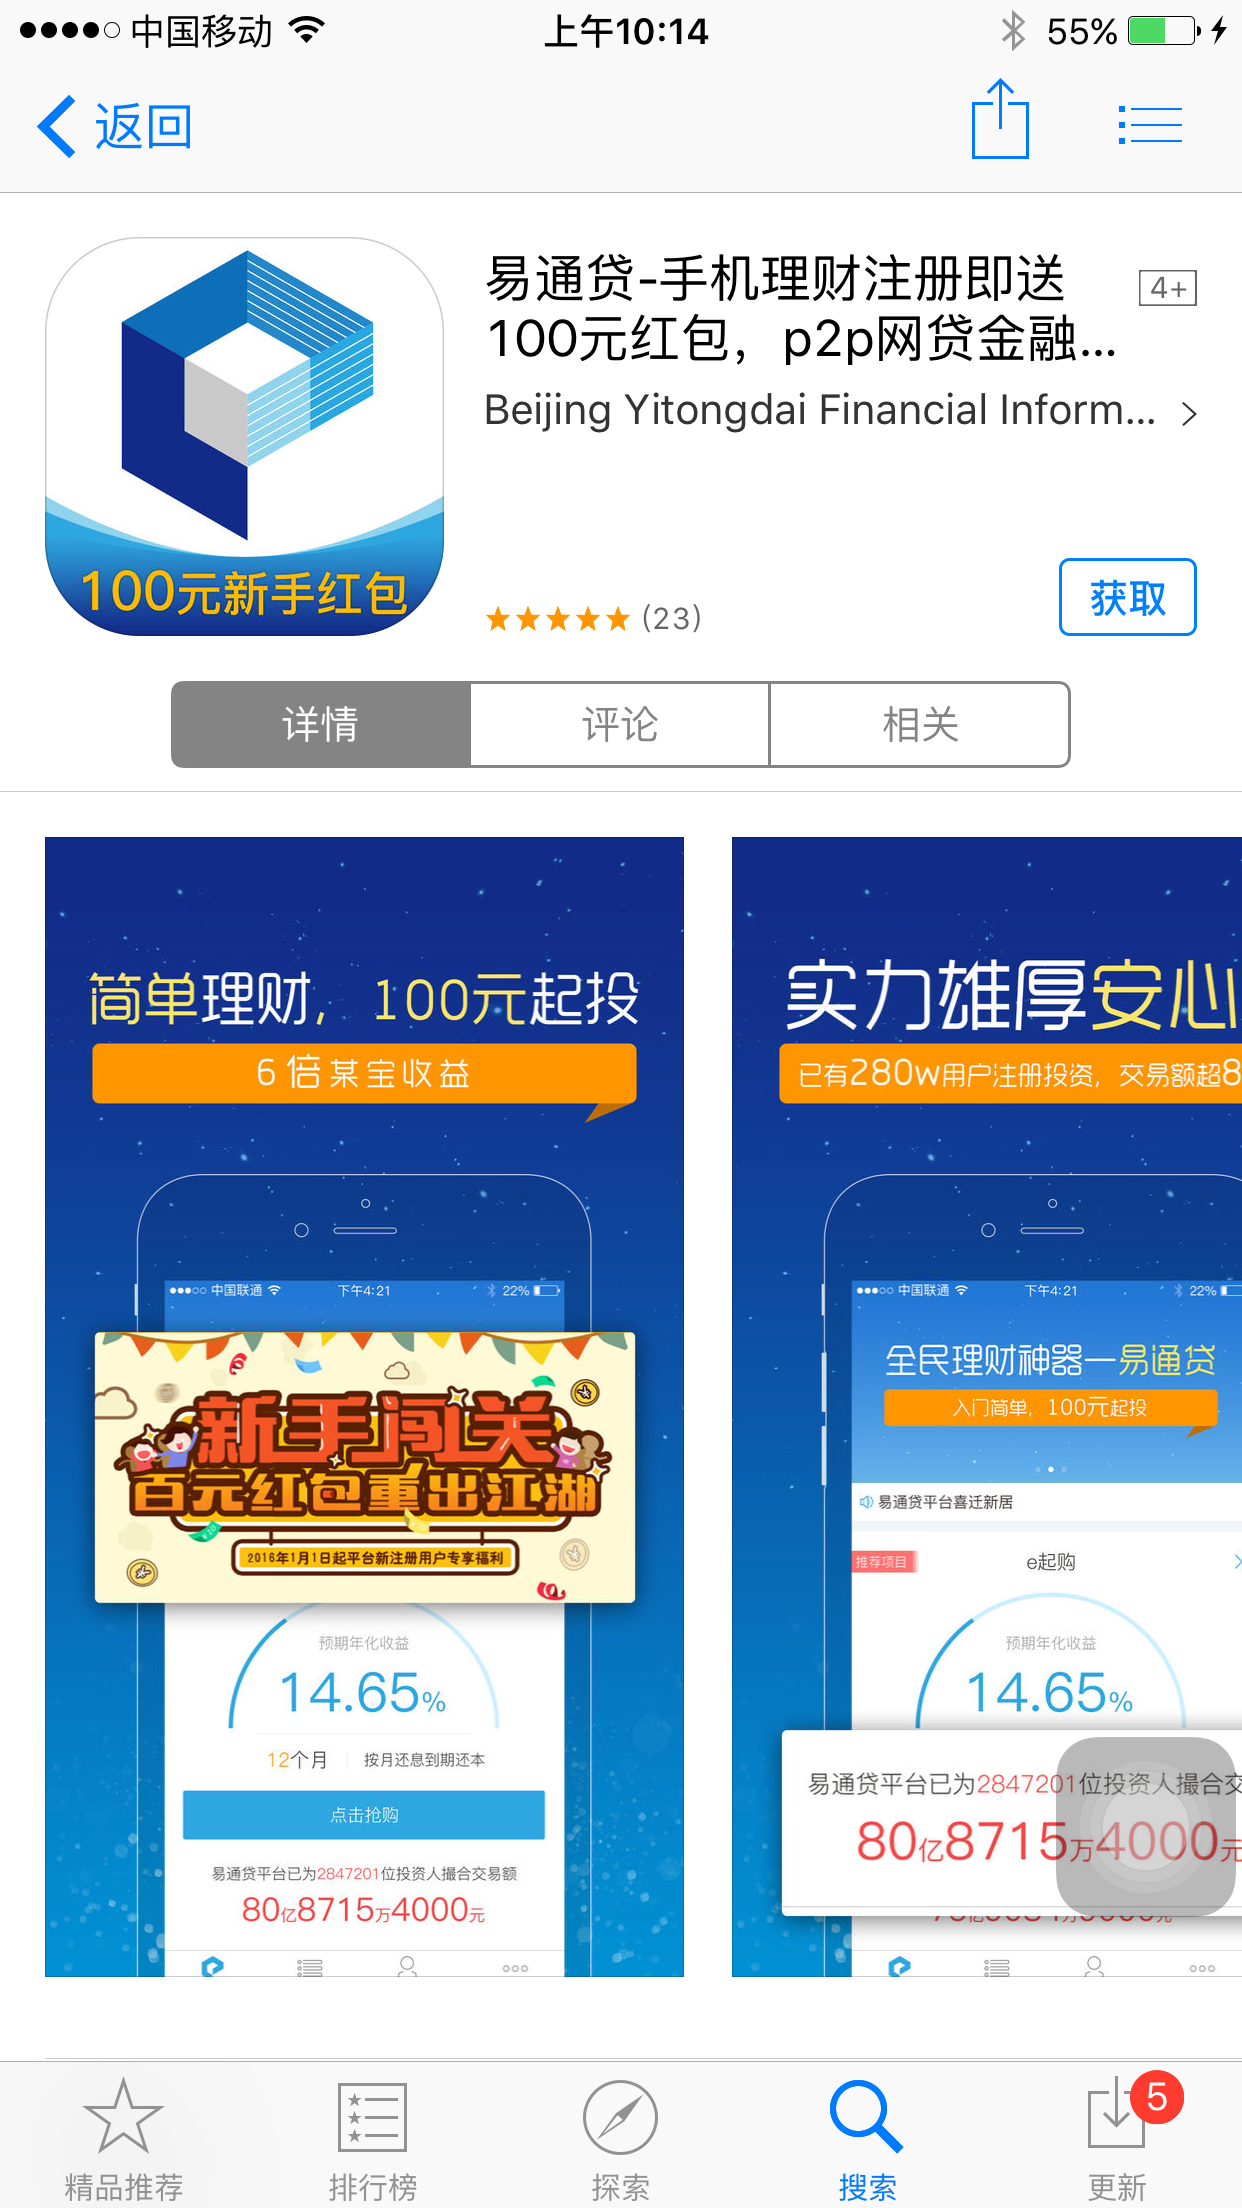 中国移动
上午10:14
55%
返回
易通贷-手机理财注册即送
100元红包，p2p网贷金融...
4+
Beijing Yitongdai Financial Inform...
100元新手红包
(23)
获取
详情
评论
相关
简单理财，100元起投
6倍某宝收益
中国联通
下午4:21
22%
新手闯关
百元红包重出江湖
2016年1月1日起平台新注册用户专享福利
预期年化收益
14.65%
12个月
按月还息到期还本
点击抢购
易通贷平台已为2847201位投资人撮合交易额
80亿8715万4000元
实力雄厚安心
已有280w用户注册投资，交易额超8
中国联通
下午4:21
22%
全民理财神器—易通贷
入门简单，100元起投
易通贷平台喜迁新居
推荐项目
e起购
预期年化收益
14.65%
易通贷平台已为2847201位投资人撮合交
80亿8715万4000元
精品推荐
排行榜
探索
搜索
更新
5